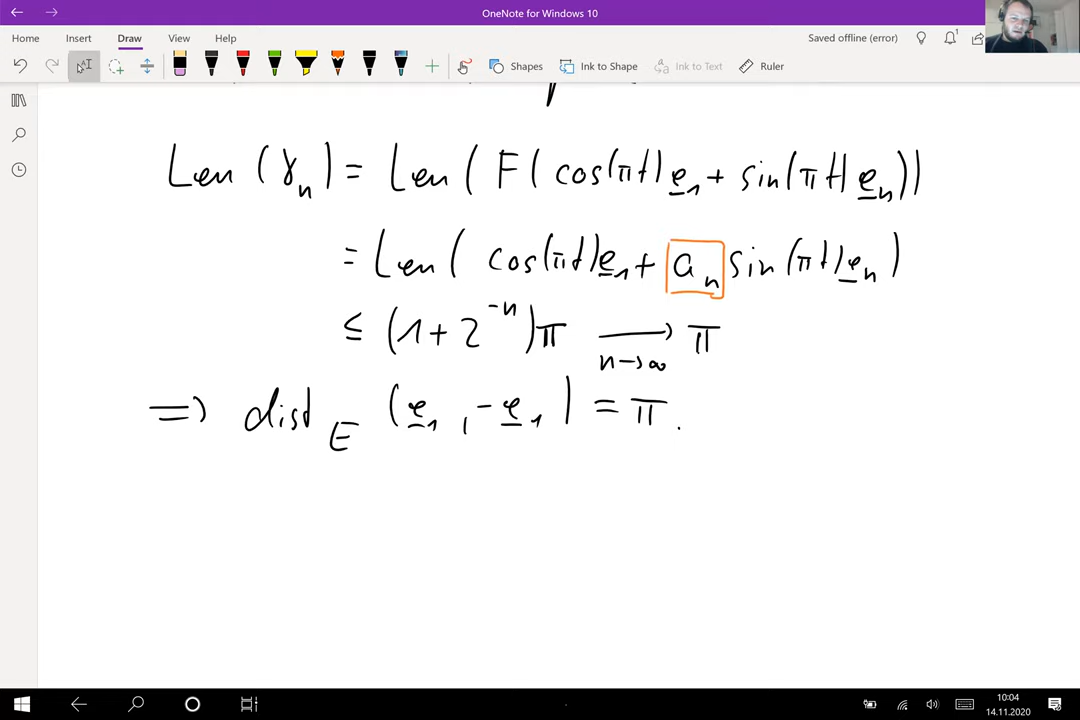 OneNote for Windows 10
Home Insert Draw View Help
Saved offline (error)
Shapes Ink to Shape Ink to Text Ruler
Len (γₙ) = Len ( F ( cos(πt) e₁ + sin(πt) eₙ))
= Len ( cos(πt) e₁ + aₙ sin(πt) eₙ)
≤ (1 + 2⁻ⁿ) π ⟶ π
n→∞
⇒ dist_E (e₁, -e₁) = π.
10:04
14.11.2020